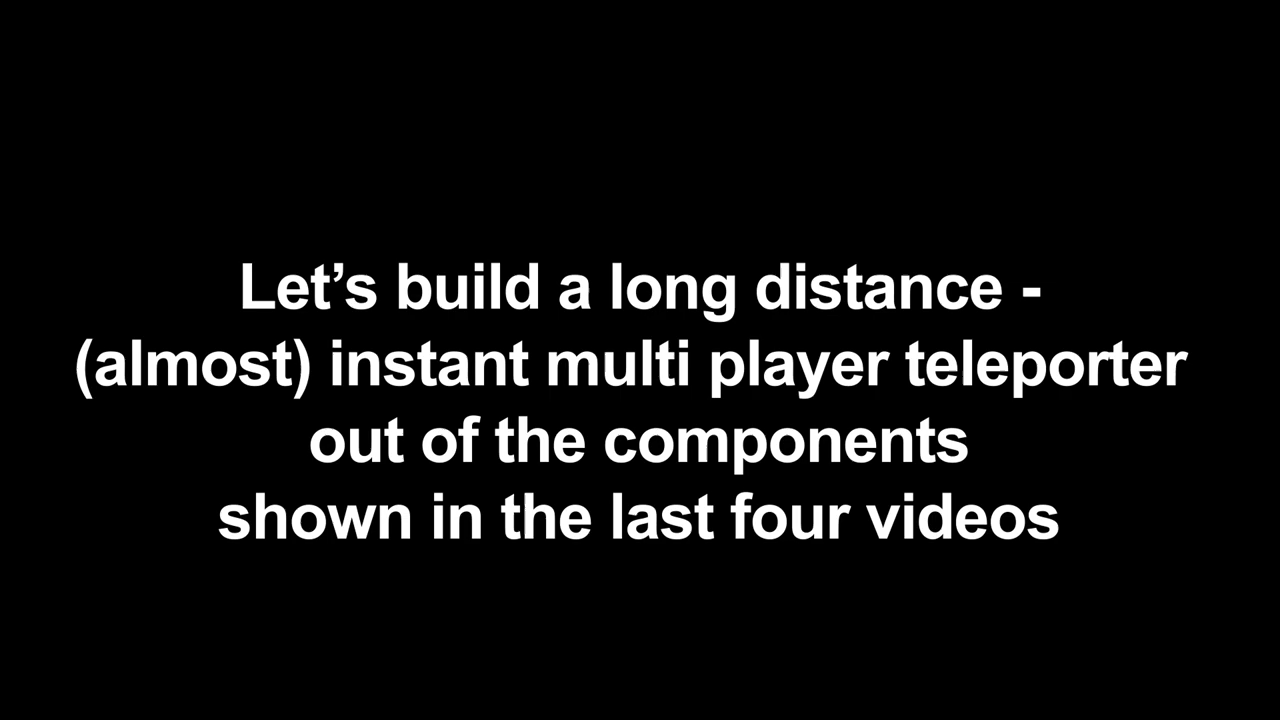 Let’s build a long distance -
(almost) instant multi player teleporter
out of the components
shown in the last four videos